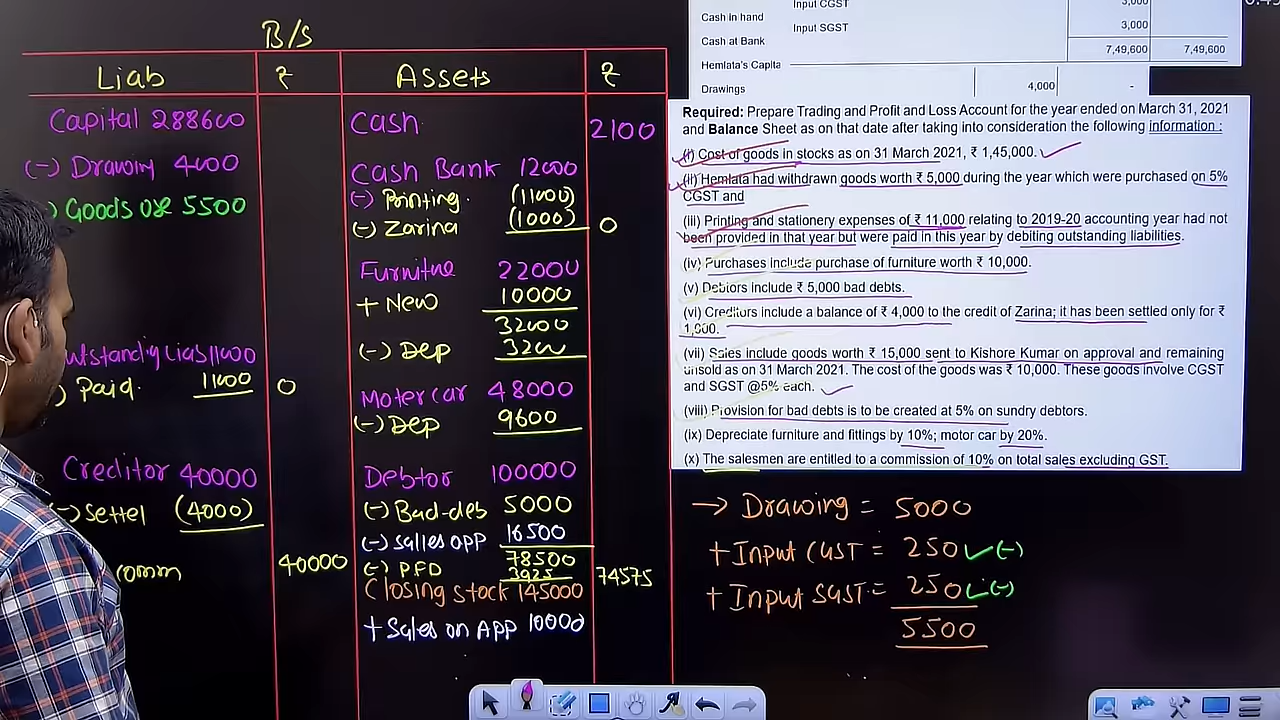 B/S
Liab ₹ Assets ₹
Capital 288600
(-) Drawing 4000
) Goods use 5500
utstandig Liab 11000
) Paid. 11000 0
Creditor 40000
(-) Settel (4000)
comm 40000
Cash 2100
Cash Bank 12000
(-) Printing. (11000)
(-) Zarina (1000) 0
Furnitue 22000
+ New 10000
32000
(-) Dep 3200
Motercar 48000
(-) Dep 9600
Debtor 100000
(-) Bad-deb 5000
(-) Salles app 16500
78500
(-) P.F.D 3925 74575
Closing stock 145000
+ Sales on App 10000
Input CGST 3,000
Cash in hand
Input SGST 3,000
Cash at Bank
7,49,600 7,49,600
Hemlata's Capita
Drawings 4,000 -
Required: Prepare Trading and Profit and Loss Account for the year ended on March 31, 2021
and Balance Sheet as on that date after taking into consideration the following information :
(i) Cost of goods in stocks as on 31 March 2021, ₹ 1,45,000.
(ii) Hemlata had withdrawn goods worth ₹ 5,000 during the year which were purchased on 5%
CGST and
(iii) Printing and stationery expenses of ₹ 11,000 relating to 2019-20 accounting year had not
been provided in that year but were paid in this year by debiting outstanding liabilities.
(iv) Purchases include purchase of furniture worth ₹ 10,000.
(v) Debtors include ₹ 5,000 bad debts.
(vi) Creditors include a balance of ₹ 4,000 to the credit of Zarina; it has been settled only for ₹
1,000.
(vii) Sales include goods worth ₹ 15,000 sent to Kishore Kumar on approval and remaining
unsold as on 31 March 2021. The cost of the goods was ₹ 10,000. These goods involve CGST
and SGST @5% each.
(viii) Provision for bad debts is to be created at 5% on sundry debtors.
(ix) Depreciate furniture and fittings by 10%; motor car by 20%.
(x) The salesmen are entitled to a commission of 10% on total sales excluding GST.
→ Drawing = 5000
+ Input CGST = 250 (-)
+ Input SGST = 250 (-)
5500